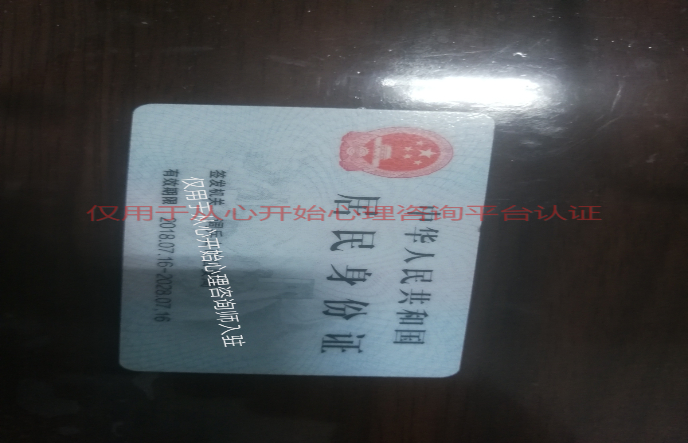 中华人民共和国
居民身份证
签发机关
有效期限 2018.07.16-2028.07.16
仅用于从心开始心理咨询师入驻
仅用于从心开始心理咨询平台认证